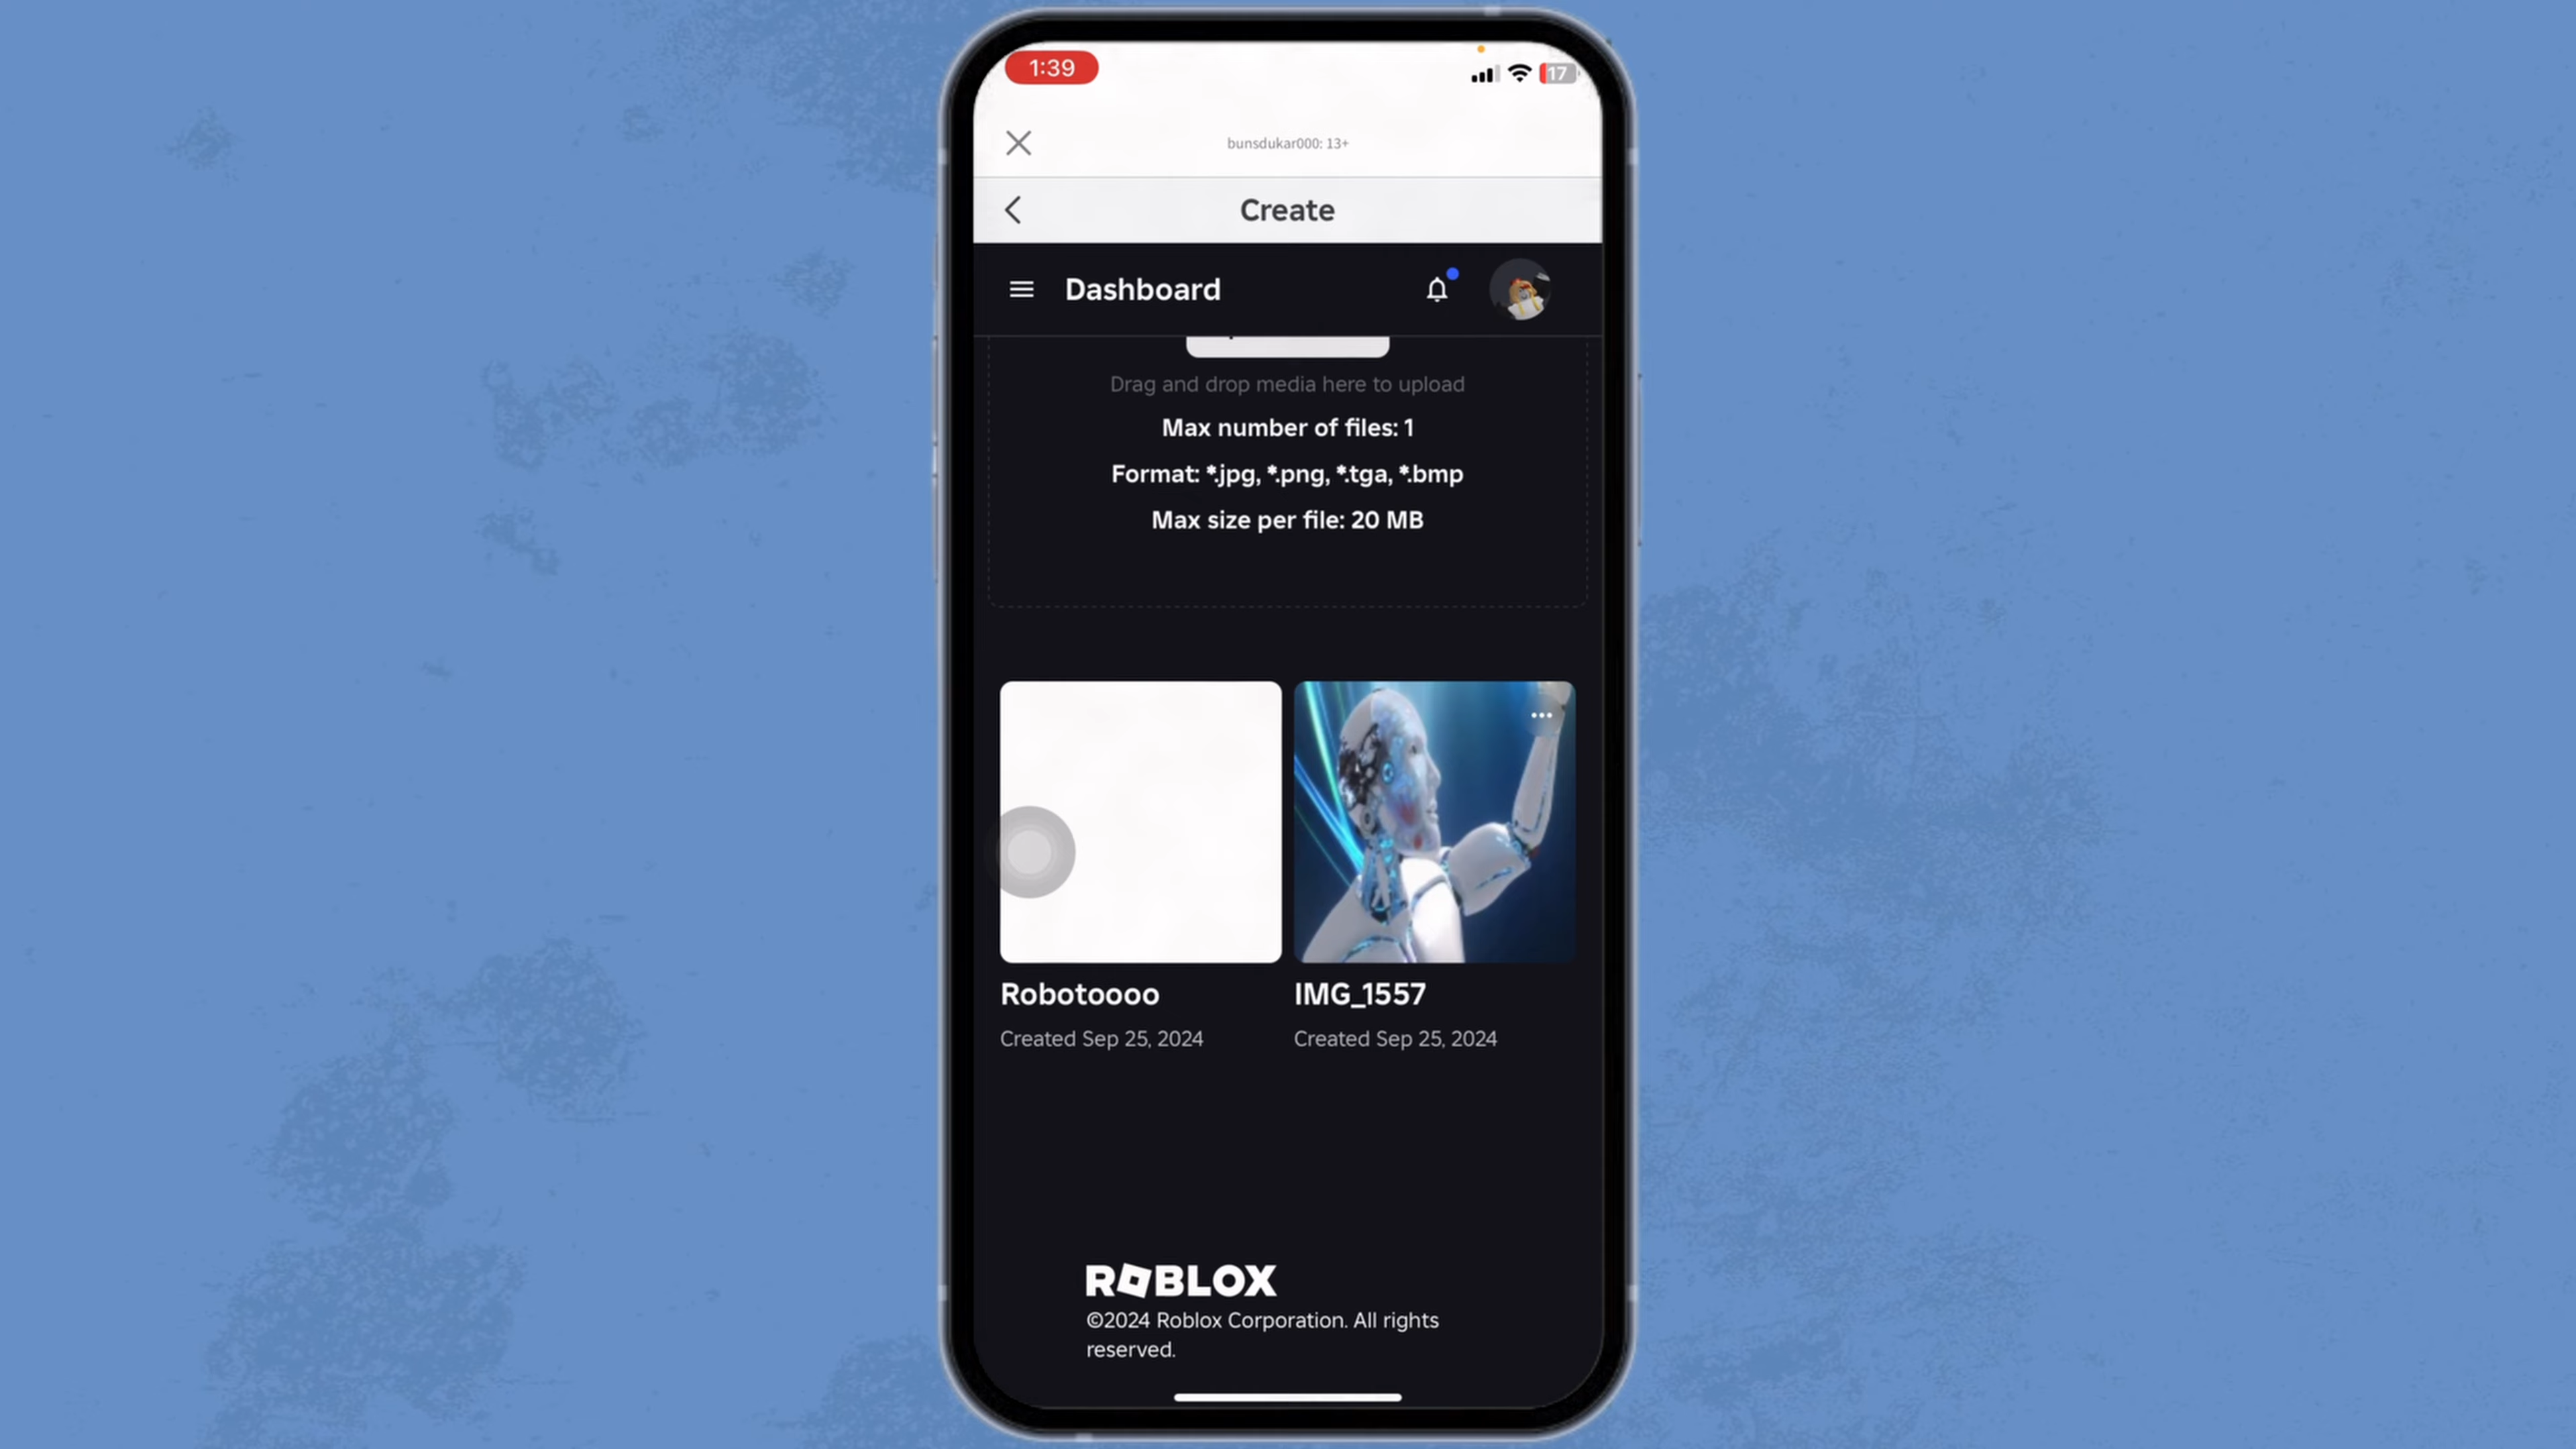 1:39
17
bunsdukar000: 13+
Create
Dashboard
Drag and drop media here to upload
Max number of files: 1
Format: *.jpg, *.png, *.tga, *.bmp
Max size per file: 20 MB
Robotoooo
IMG_1557
Created Sep 25, 2024
Created Sep 25, 2024
ROBLOX
©2024 Roblox Corporation. All rights
reserved.